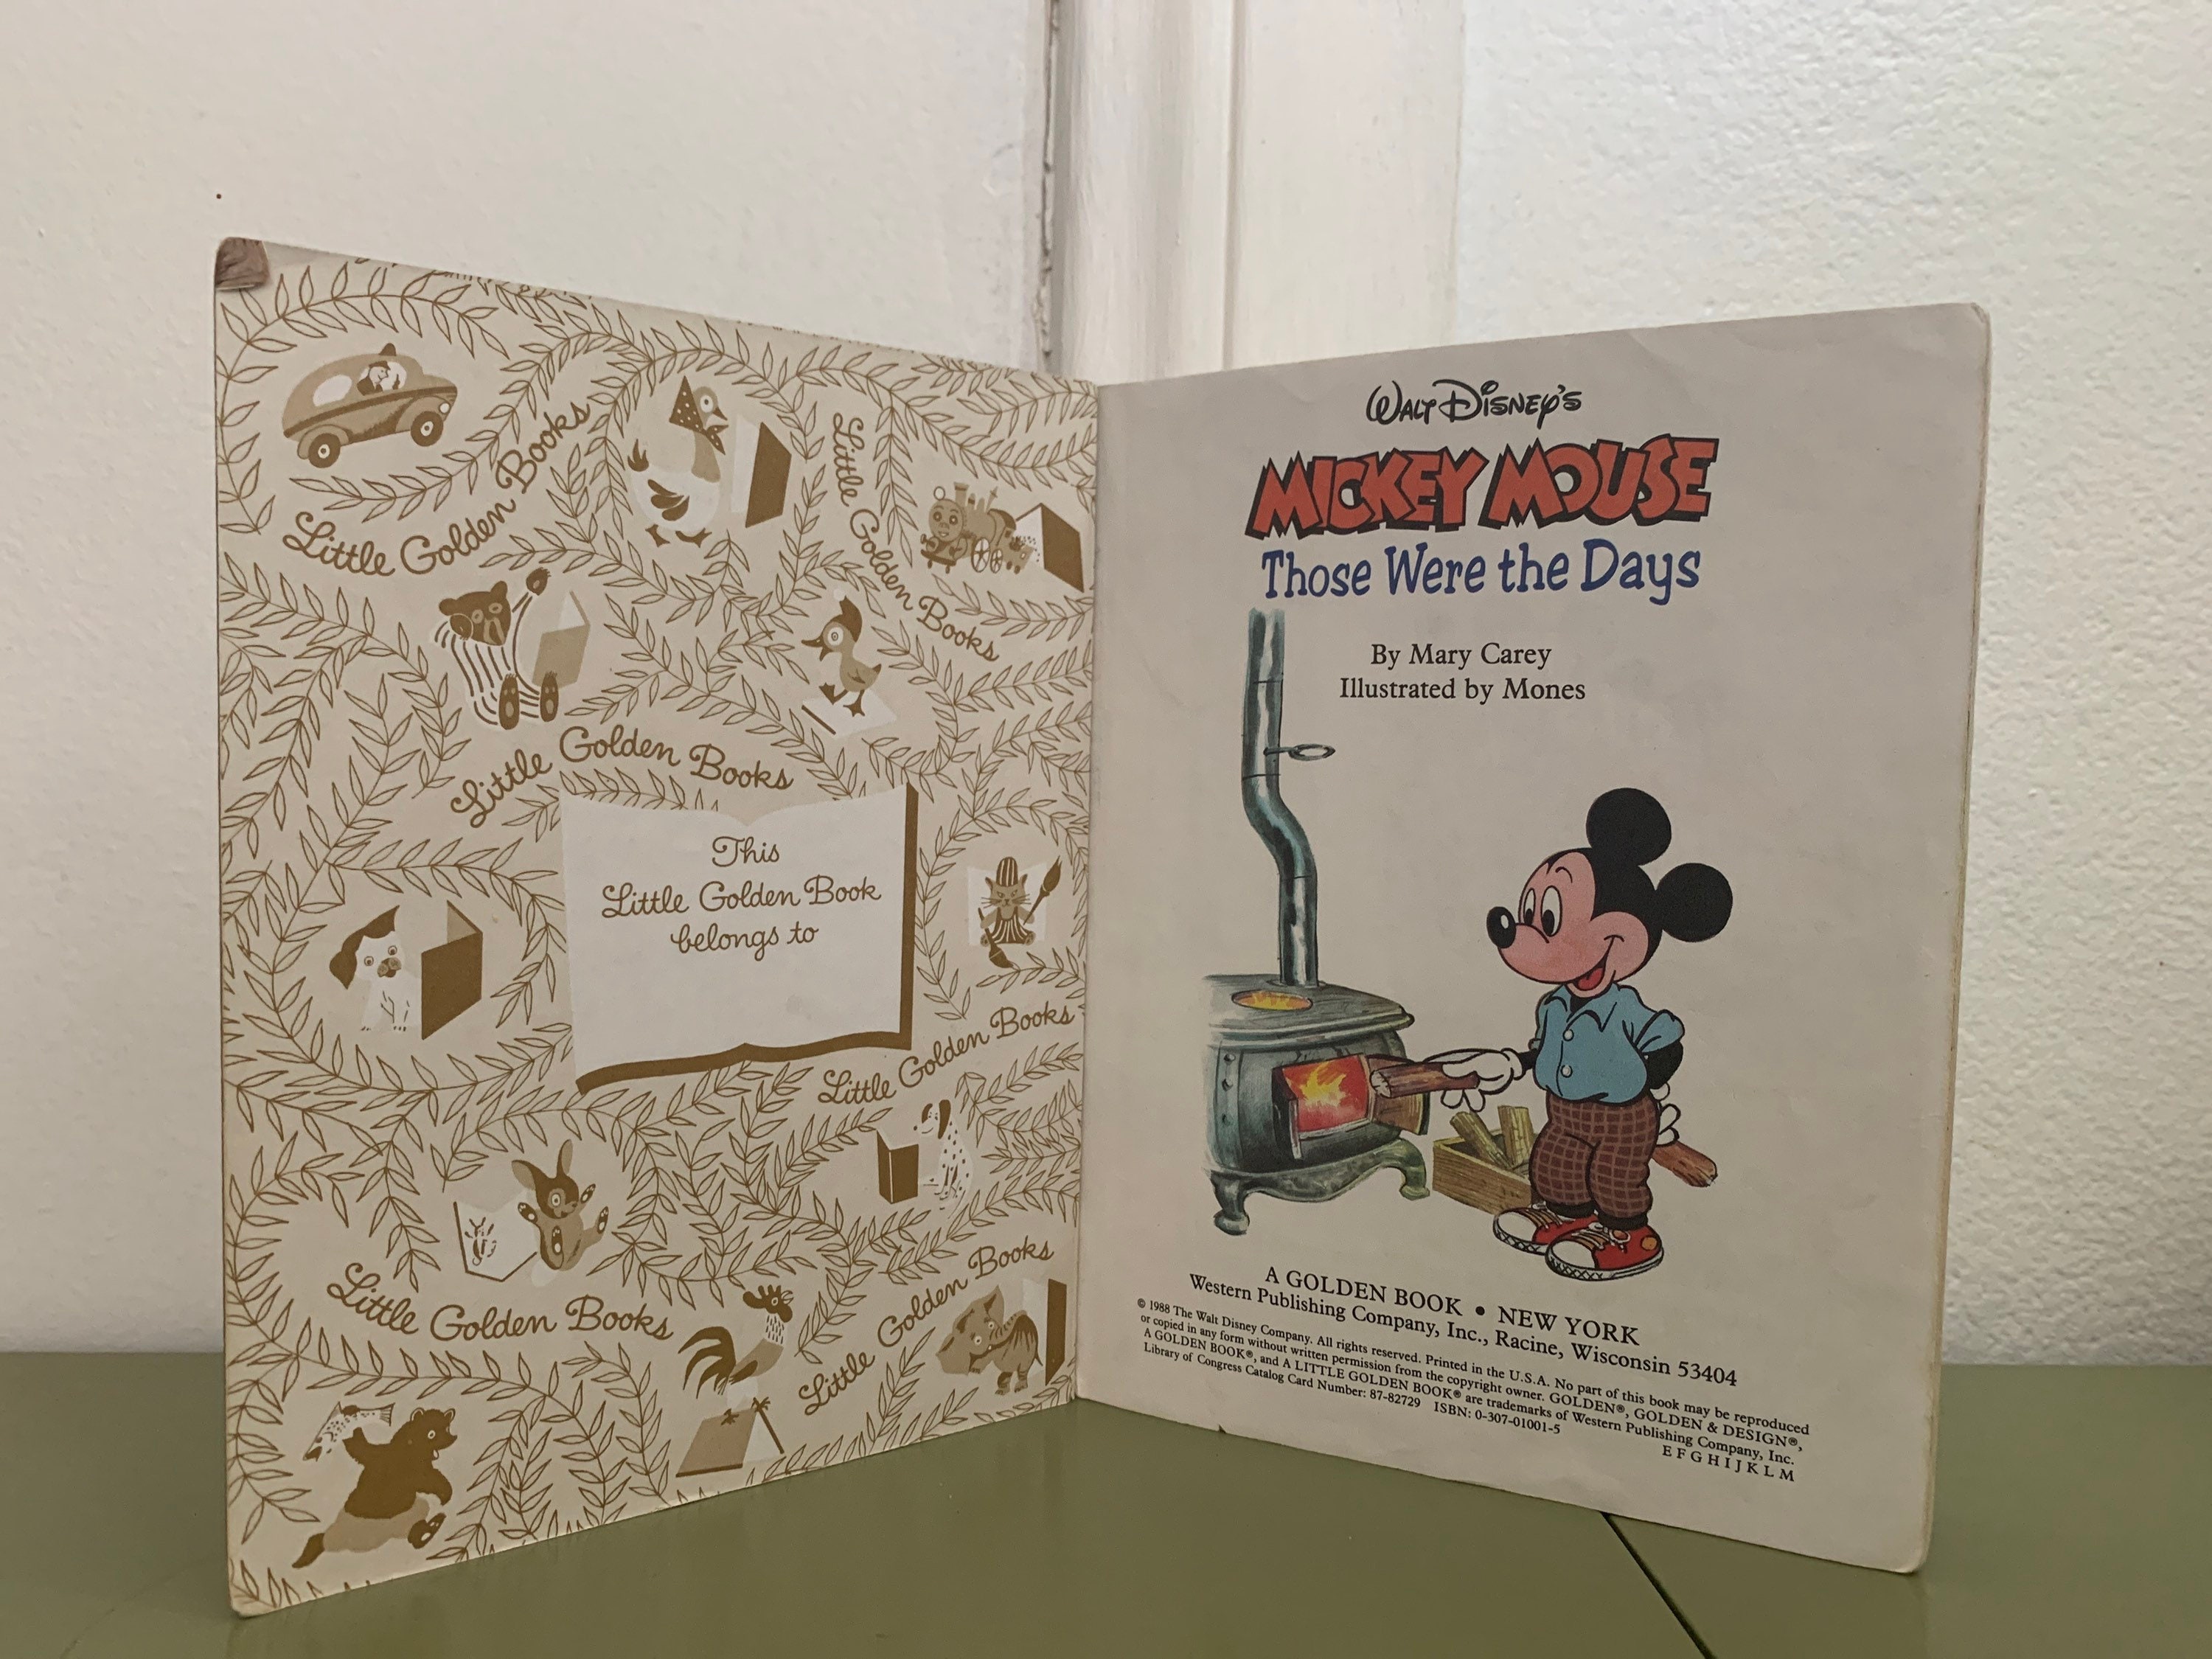 Little Golden Books
Little Golden Books
Little Golden Books
This
Little Golden Book
belongs to
Little Golden Books
Little Golden Books
Little Golden Books
WALT DISNEY'S
MICKEY MOUSE
Those Were the Days
By Mary Carey
Illustrated by Mones
A GOLDEN BOOK • NEW YORK
Western Publishing Company, Inc., Racine, Wisconsin 53404
© 1988 The Walt Disney Company. All rights reserved. Printed in the U.S.A. No part of this book may be reproduced
or copied in any form without written permission from the copyright owner. GOLDEN®, GOLDEN & DESIGN®,
A GOLDEN BOOK®, and A LITTLE GOLDEN BOOK® are trademarks of Western Publishing Company, Inc.
Library of Congress Catalog Card Number: 87-82729 ISBN: 0-307-01001-5
E F G H I J K L M